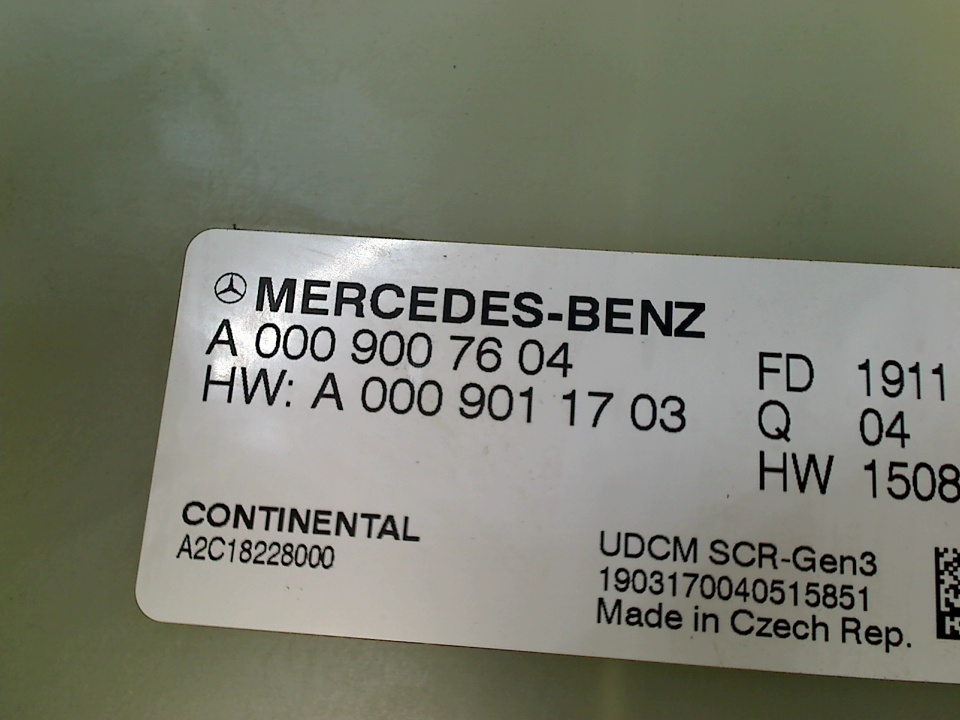 MERCEDES-BENZ
A 000 900 76 04
HW: A 000 901 17 03
FD 1911
Q 04
HW 1508
CONTINENTAL
A2C18228000
UDCM SCR-Gen3
1903170040515851
Made in Czech Rep.